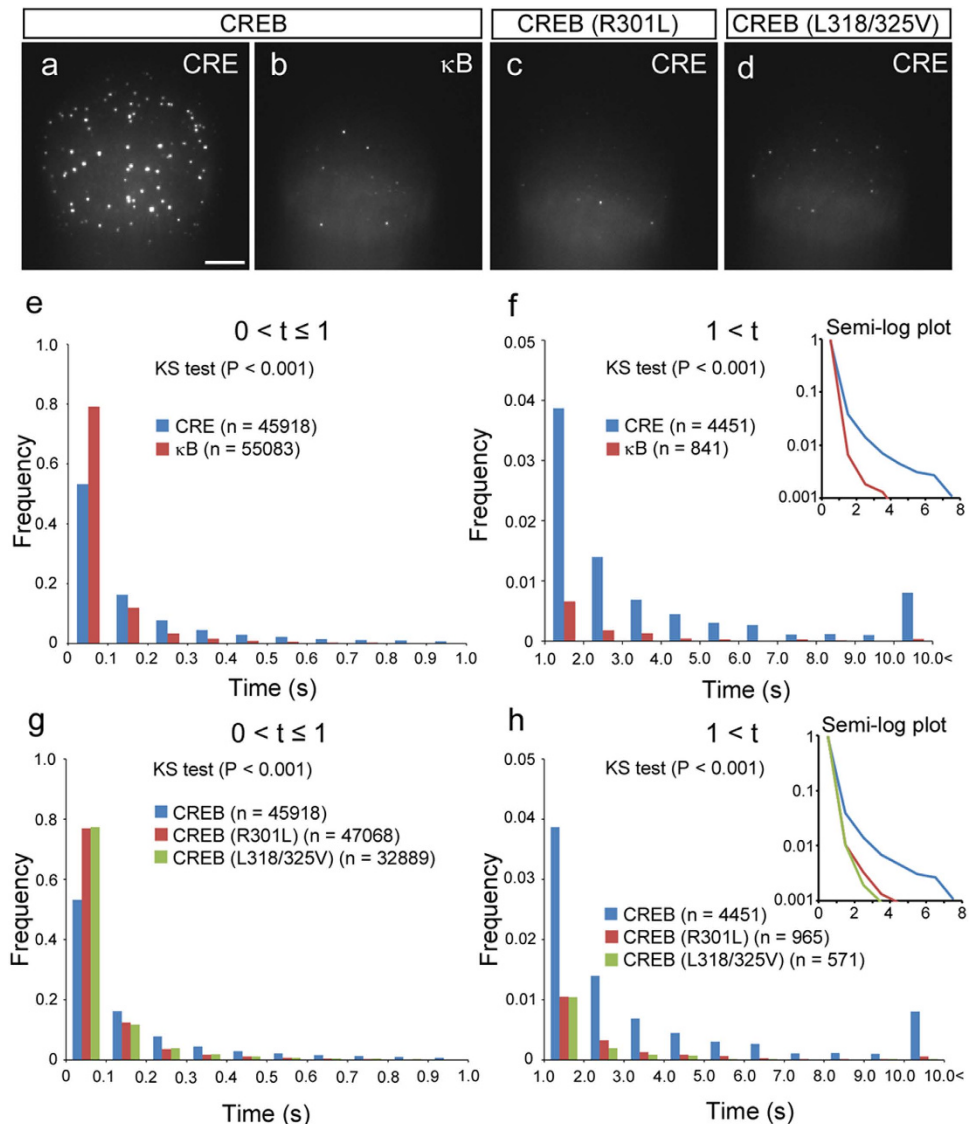 CREB CREB (R301L) CREB (L318/325V)
a CRE b κB c CRE d CRE
e
0 < t ≤ 1
KS test (P < 0.001)
CRE (n = 45918)
κB (n = 55083)
Frequency
1.0
0.8
0.6
0.4
0.2
0
0 0.1 0.2 0.3 0.4 0.5 0.6 0.7 0.8 0.9 1.0
Time (s)
f
1 < t
KS test (P < 0.001)
CRE (n = 4451)
κB (n = 841)
Frequency
0.05
0.04
0.03
0.02
0.01
0
1.0 2.0 3.0 4.0 5.0 6.0 7.0 8.0 9.0 10.0<
Time (s)
Semi-log plot
1
0.1
0.01
0.001
0 2 4 6 8
g
0 < t ≤ 1
KS test (P < 0.001)
CREB (n = 45918)
CREB (R301L) (n = 47068)
CREB (L318/325V) (n = 32889)
Frequency
1.0
0.8
0.6
0.4
0.2
0
0 0.1 0.2 0.3 0.4 0.5 0.6 0.7 0.8 0.9 1.0
Time (s)
h
1 < t
KS test (P < 0.001)
CREB (n = 4451)
CREB (R301L) (n = 965)
CREB (L318/325V) (n = 571)
Frequency
0.05
0.04
0.03
0.02
0.01
0
1.0 2.0 3.0 4.0 5.0 6.0 7.0 8.0 9.0 10.0<
Time (s)
Semi-log plot
1
0.1
0.01
0.001
0 2 4 6 8